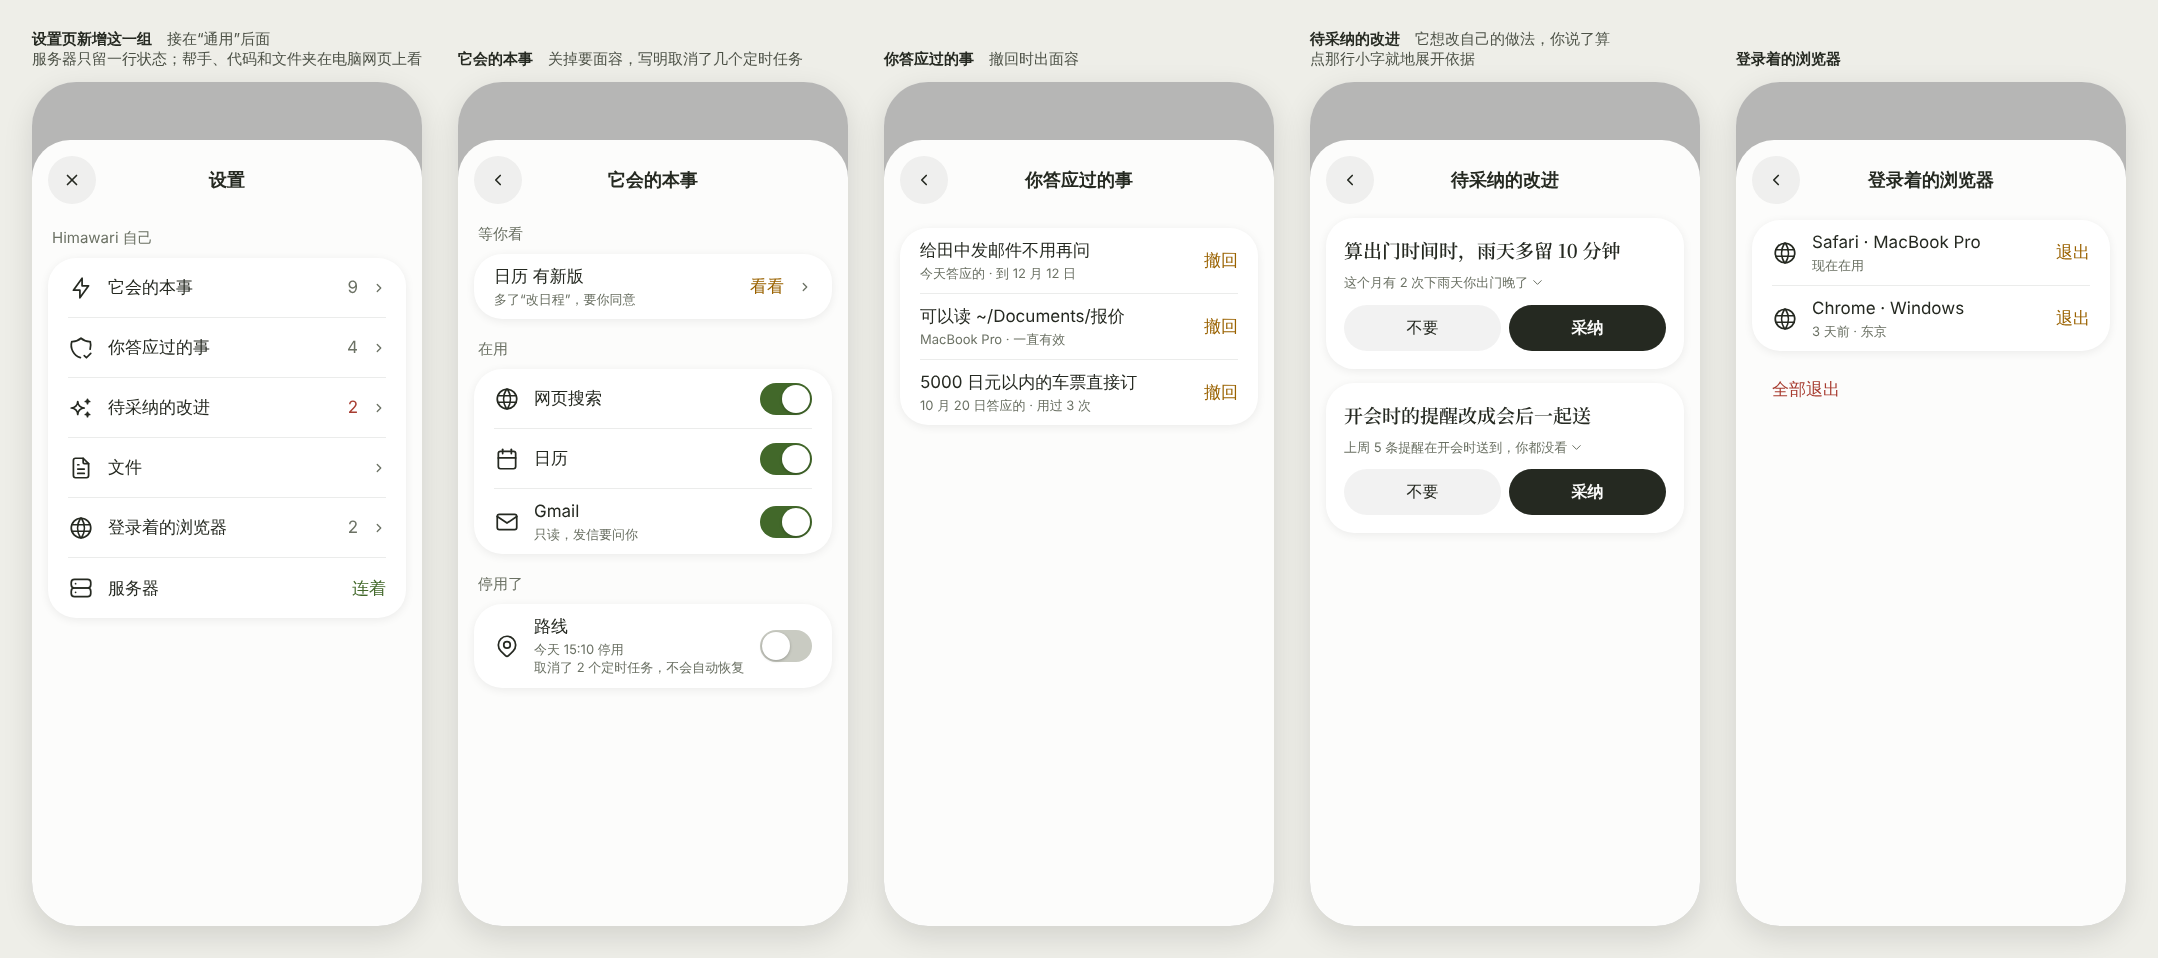 设置页新增这一组 接在“通用”后面
服务器只留一行状态；帮手、代码和文件夹在电脑网页上看
设置
Himawari 自己
它会的本事 9
你答应过的事 4
待采纳的改进 2
文件
登录着的浏览器 2
服务器 连着
它会的本事 关掉要面容，写明取消了几个定时任务
它会的本事
等你看
日历 有新版 看看
多了“改日程”，要你同意
在用
网页搜索
日历
Gmail
只读，发信要问你
停用了
路线
今天 15:10 停用
取消了 2 个定时任务，不会自动恢复
你答应过的事 撤回时出面容
你答应过的事
给田中发邮件不用再问 撤回
今天答应的 · 到 12 月 12 日
可以读 ~/Documents/报价 撤回
MacBook Pro · 一直有效
5000 日元以内的车票直接订 撤回
10 月 20 日答应的 · 用过 3 次
待采纳的改进 它想改自己的做法，你说了算
点那行小字就地展开依据
待采纳的改进
算出门时间时，雨天多留 10 分钟
这个月有 2 次下雨天你出门晚了
不要 采纳
开会时的提醒改成会后一起送
上周 5 条提醒在开会时送到，你都没看
不要 采纳
登录着的浏览器
登录着的浏览器
Safari · MacBook Pro 退出
现在在用
Chrome · Windows 退出
3 天前 · 东京
全部退出